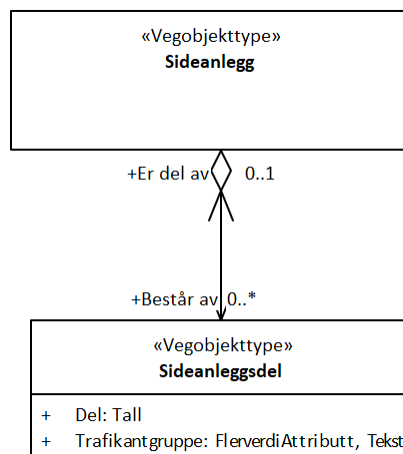 «Vegobjekttype»
Sideanlegg
+Er del av 0..1
+Består av 0..*
«Vegobjekttype»
Sideanleggsdel
+ Del: Tall
+ Trafikantgruppe: FlerverdiAttributt, Tekst